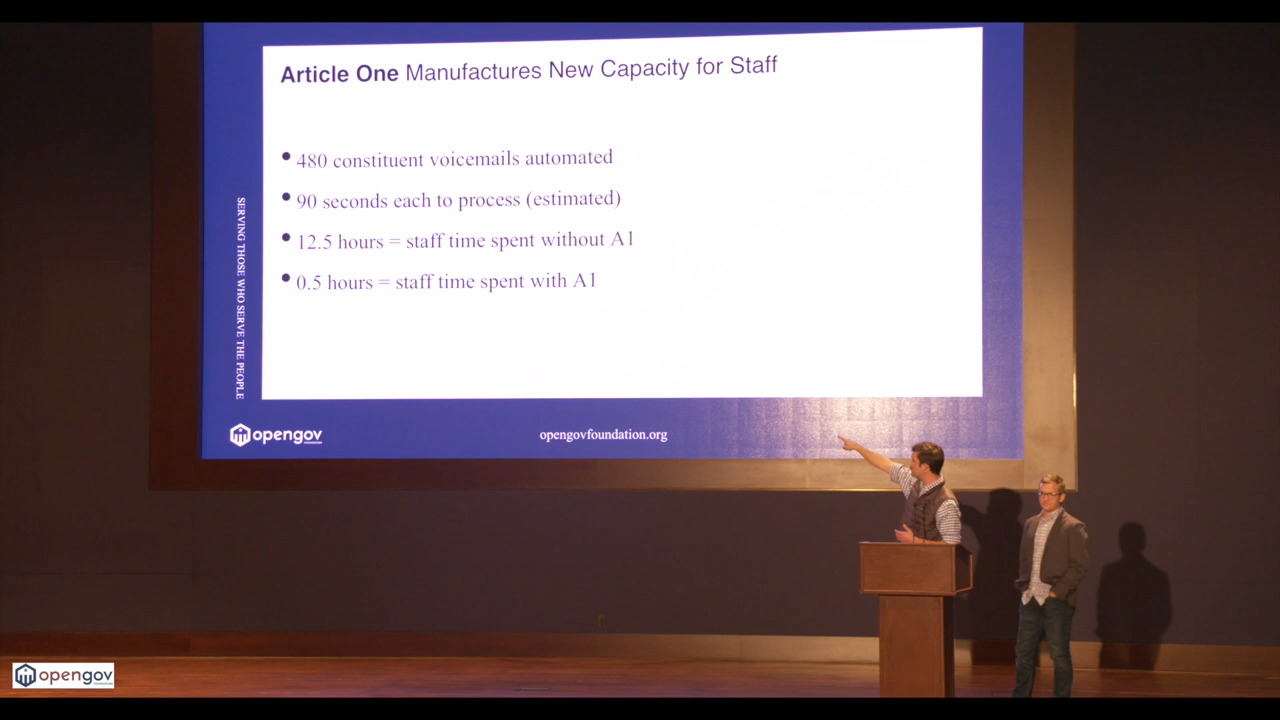 Article One Manufactures New Capacity for Staff
• 480 constituent voicemails automated
• 90 seconds each to process (estimated)
• 12.5 hours = staff time spent without A1
• 0.5 hours = staff time spent with A1
SERVING THOSE WHO SERVE THE PEOPLE
opengov
opengovfoundation.org
opengov